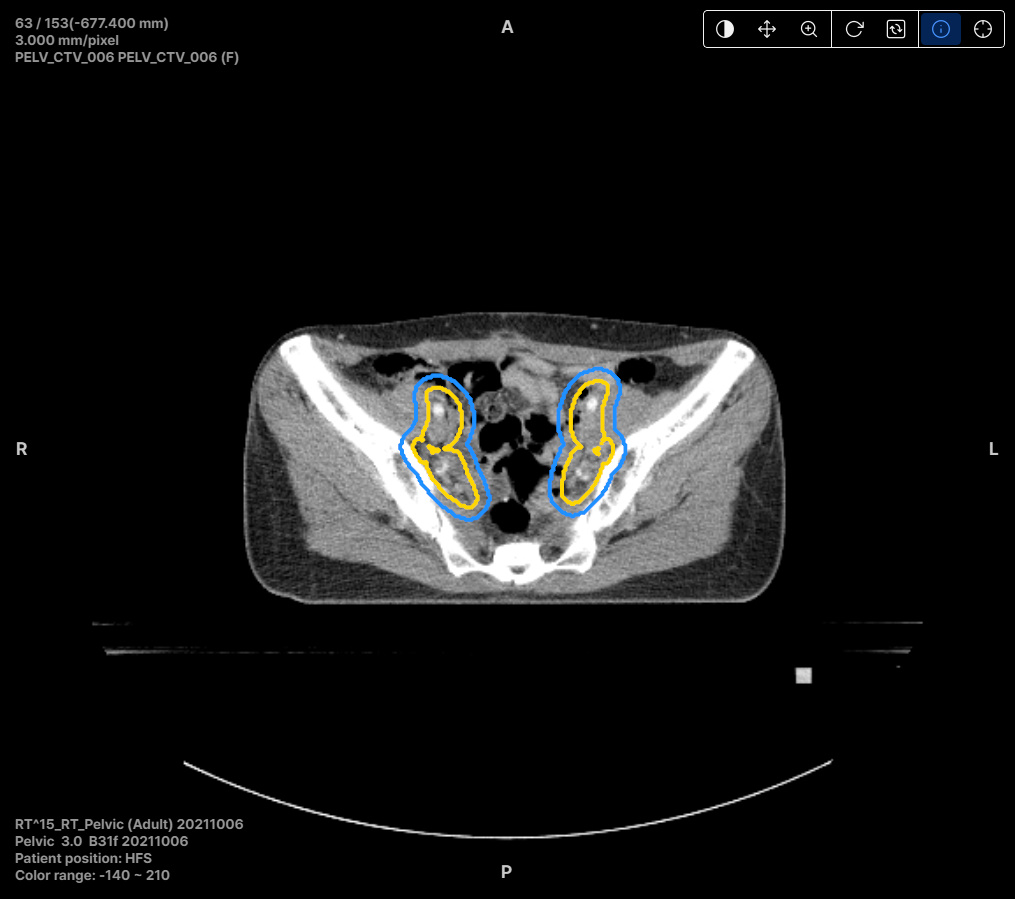 63 / 153(-677.400 mm)
3.000 mm/pixel
PELV_CTV_006 PELV_CTV_006 (F)
A
R
L
RT^15_RT_Pelvic (Adult) 20211006
Pelvic  3.0  B31f 20211006
Patient position: HFS
Color range: -140 ~ 210
P